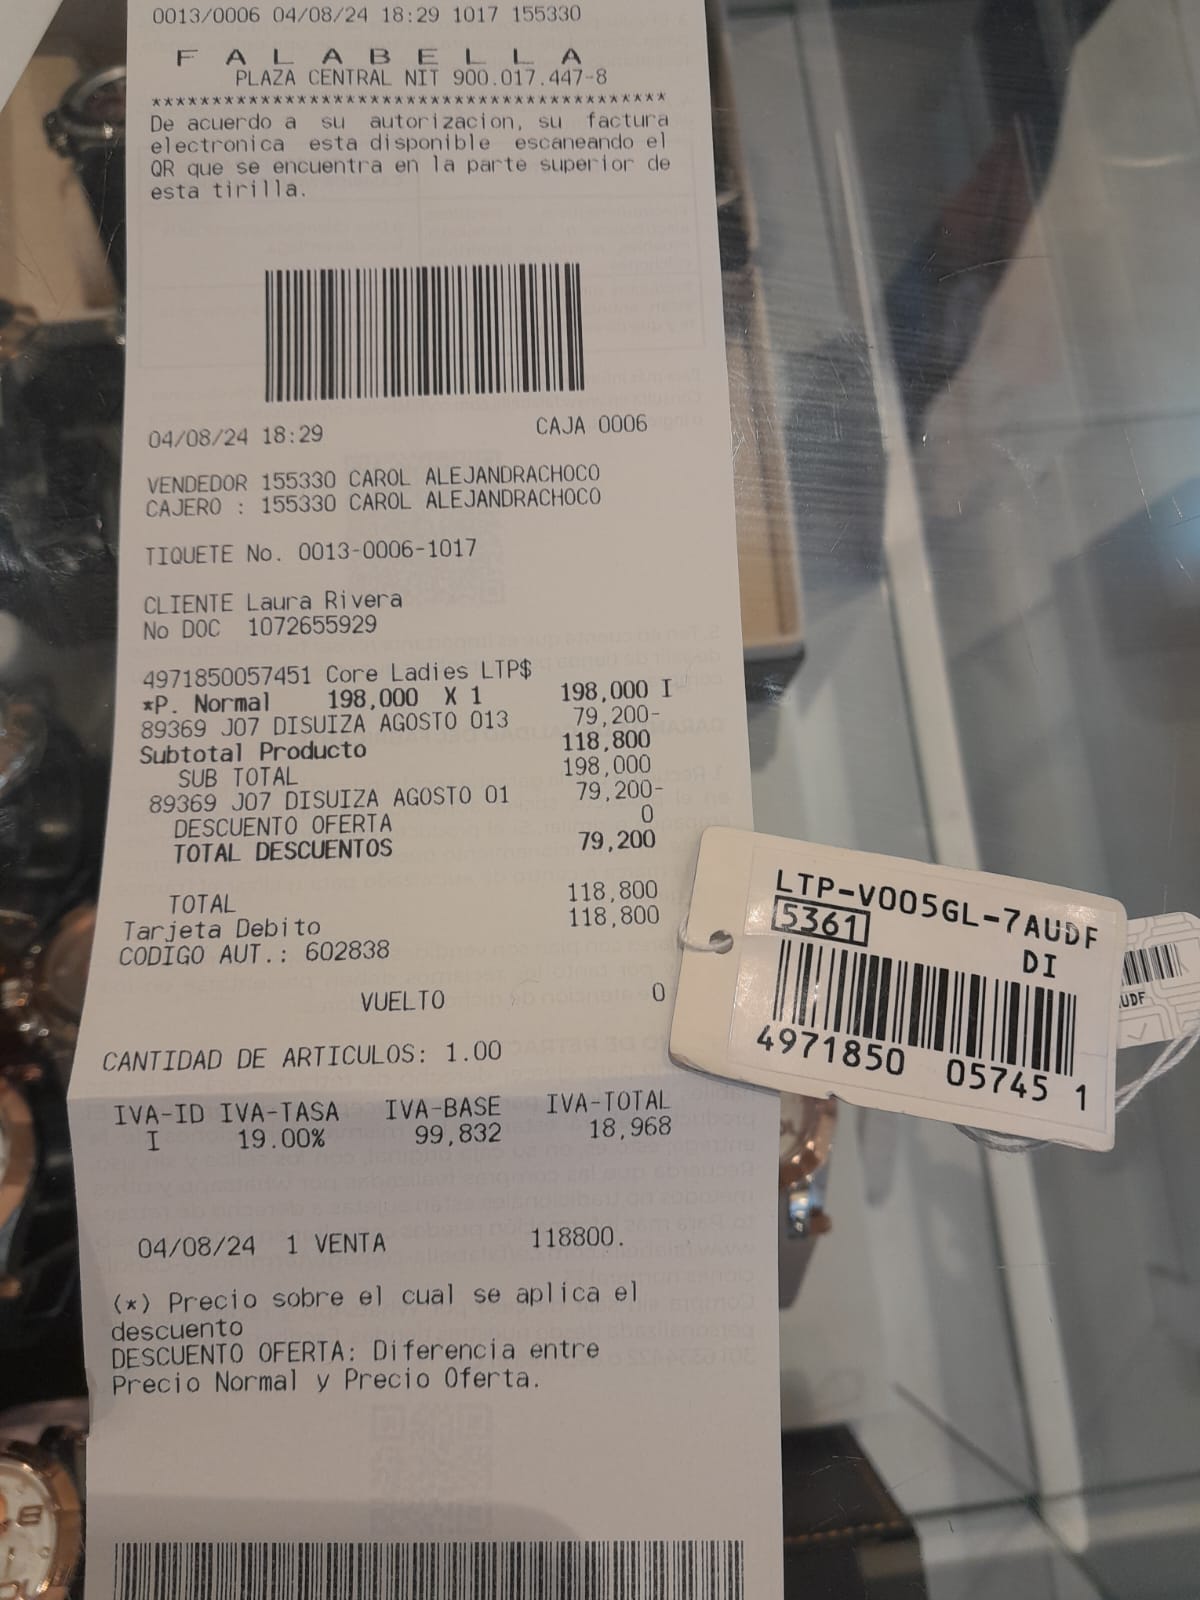 0013/0006 04/08/24 18:29 1017 155330
F A L A B E L L A
PLAZA CENTRAL NIT 900.017.447-8
******************************************
De acuerdo a su autorizacion, su factura
electronica esta disponible escaneando el
QR que se encuentra en la parte superior de
esta tirilla.
04/08/24 18:29 CAJA 0006
VENDEDOR 155330 CAROL ALEJANDRACHOCO
CAJERO : 155330 CAROL ALEJANDRACHOCO
TIQUETE No. 0013-0006-1017
CLIENTE Laura Rivera
No DOC 1072655929
4971850057451 Core Ladies LTP$
*P. Normal 198,000 X 1 198,000 I
89369 J07 DISUIZA AGOSTO 013 79,200-
Subtotal Producto 118,800
SUB TOTAL 198,000
89369 J07 DISUIZA AGOSTO 01 79,200-
DESCUENTO OFERTA 0
TOTAL DESCUENTOS 79,200
TOTAL 118,800
Tarjeta Debito 118,800
CODIGO AUT.: 602838
VUELTO 0
CANTIDAD DE ARTICULOS: 1.00
IVA-ID IVA-TASA IVA-BASE IVA-TOTAL
I 19.00% 99,832 18,968
04/08/24 1 VENTA 118800.
(*) Precio sobre el cual se aplica el
descuento
DESCUENTO OFERTA: Diferencia entre
Precio Normal y Precio Oferta.
LTP-V005GL-7AUDF
5361
DI
4971850 05745 1
UDF